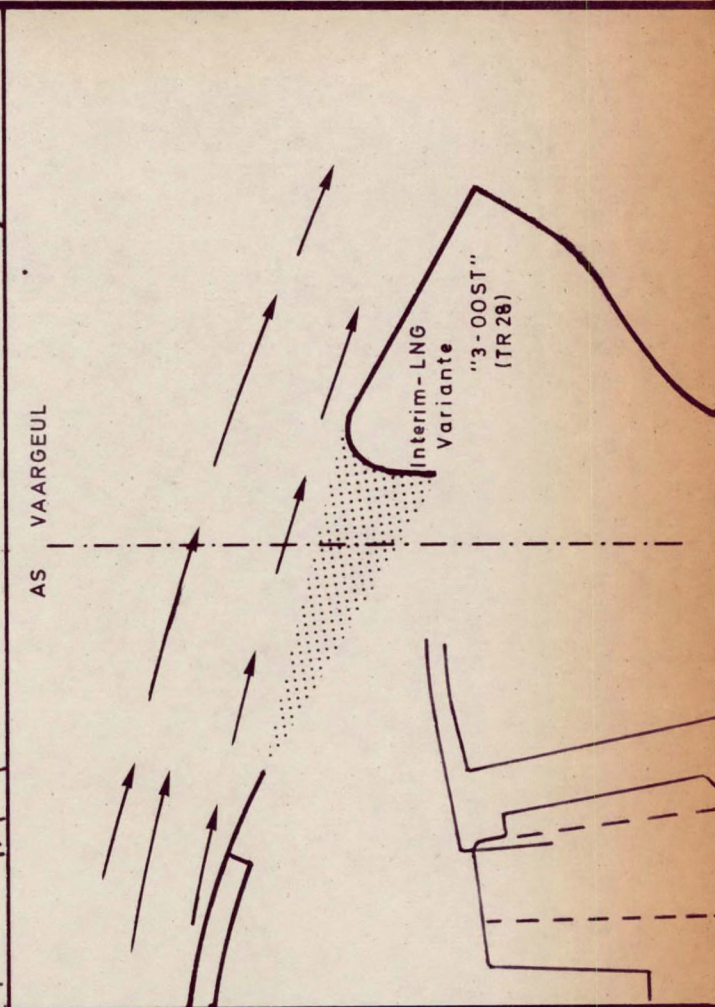 AS VAARGEUL
Interim-LNG
Variante
"3-OOST"
(TR 28)